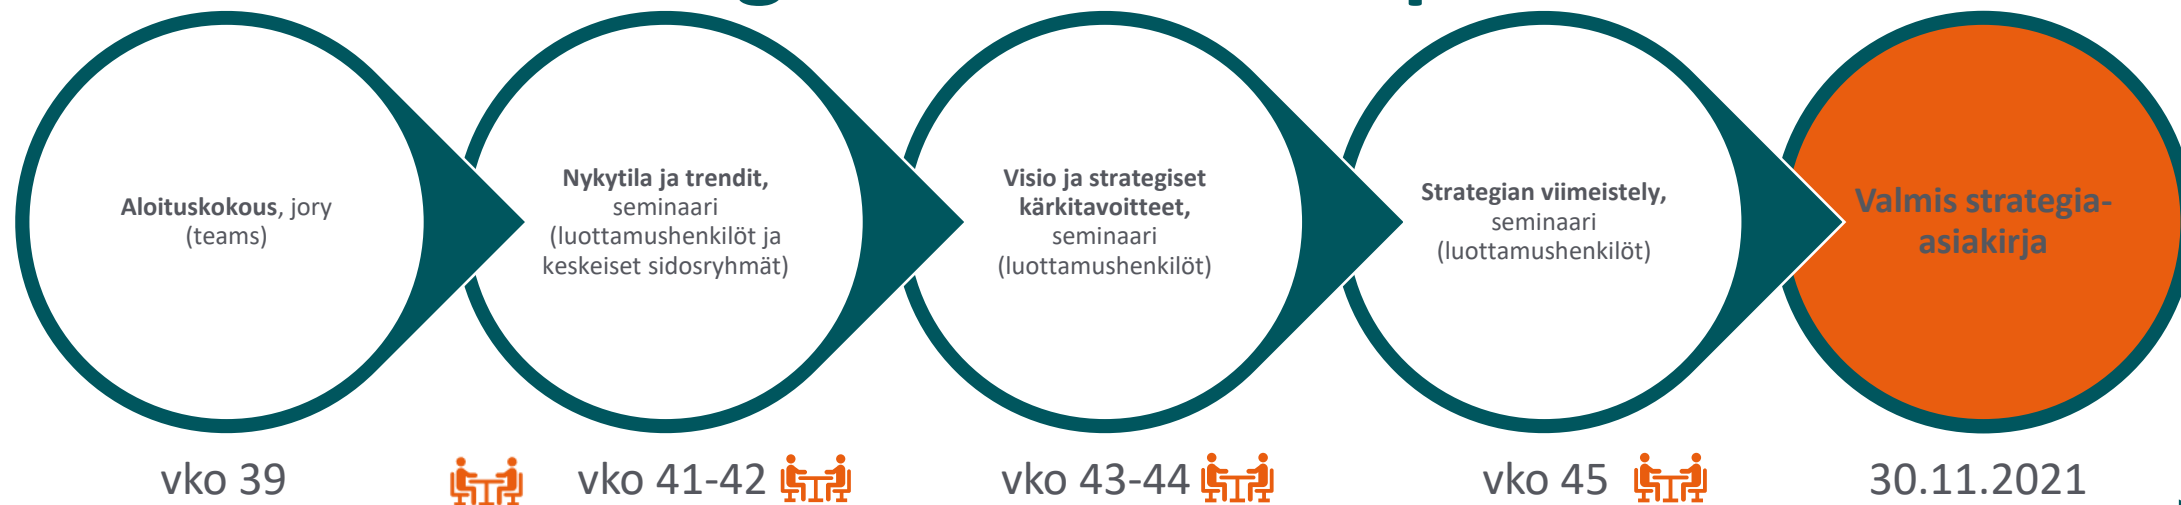 Aloituskokous, jory
(teams)
Nykytila ja trendit,
seminaari
(luottamushenkilöt ja
keskeiset sidosryhmät)
Visio ja strategiset
kärkitavoitteet,
seminaari
(luottamushenkilöt)
Strategian viimeistely,
seminaari
(luottamushenkilöt)
Valmis strategia-
asiakirja
vko 39
vko 41-42
vko 43-44
vko 45
30.11.2021